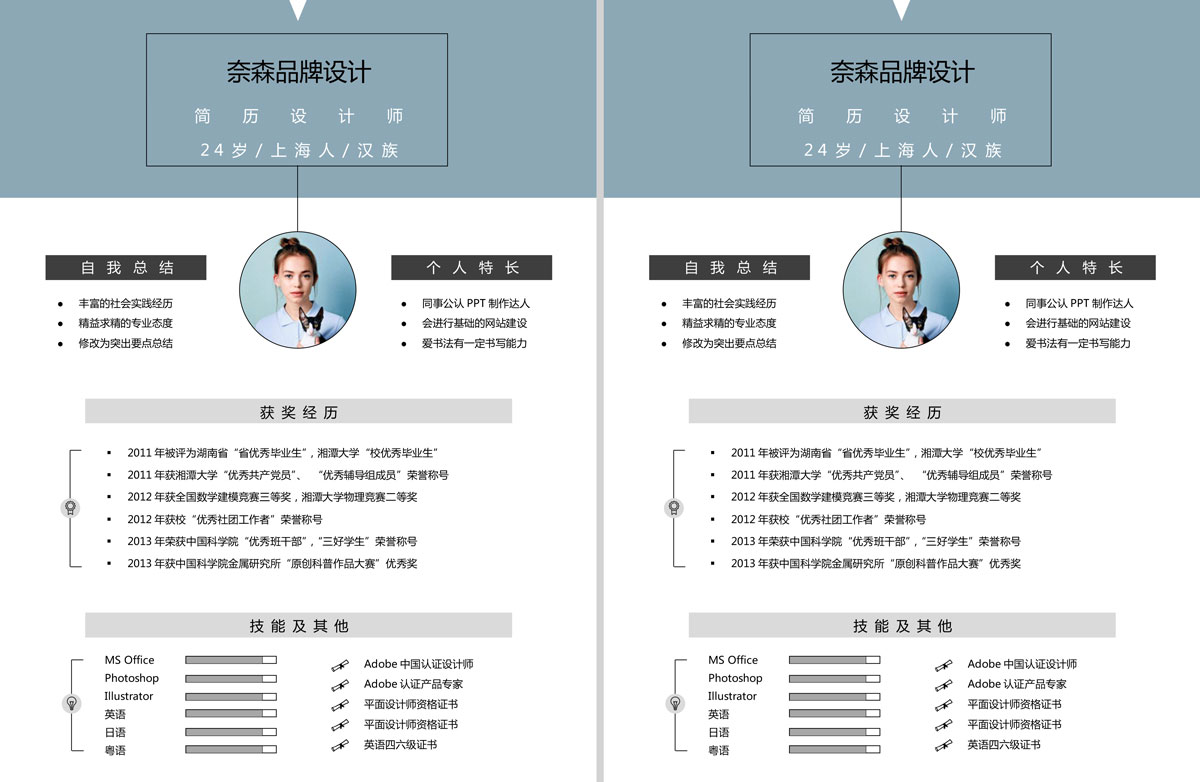 奈森品牌设计
简历设计师
24岁/上海人/汉族
自我总结
丰富的社会实践经历
精益求精的专业态度
修改为突出要点总结
个人特长
同事公认 PPT 制作达人
会进行基础的网站建设
爱书法有一定书写能力
获奖经历
2011 年被评为湖南省“省优秀毕业生”，湘潭大学“校优秀毕业生”
2011 年获湘潭大学“优秀共产党员”、 “优秀辅导组成员”荣誉称号
2012 年获全国数学建模竞赛三等奖，湘潭大学物理竞赛二等奖
2012 年获校“优秀社团工作者”荣誉称号
2013 年荣获中国科学院“优秀班干部”，“三好学生”荣誉称号
2013 年获中国科学院金属研究所“原创科普作品大赛”优秀奖
技能及其他
MS Office
Photoshop
Illustrator
英语
日语
粤语
Adobe 中国认证设计师
Adobe 认证产品专家
平面设计师资格证书
平面设计师资格证书
英语四六级证书
奈森品牌设计
简历设计师
24岁/上海人/汉族
自我总结
丰富的社会实践经历
精益求精的专业态度
修改为突出要点总结
个人特长
同事公认 PPT 制作达人
会进行基础的网站建设
爱书法有一定书写能力
获奖经历
2011 年被评为湖南省“省优秀毕业生”，湘潭大学“校优秀毕业生”
2011 年获湘潭大学“优秀共产党员”、 “优秀辅导组成员”荣誉称号
2012 年获全国数学建模竞赛三等奖，湘潭大学物理竞赛二等奖
2012 年获校“优秀社团工作者”荣誉称号
2013 年荣获中国科学院“优秀班干部”，“三好学生”荣誉称号
2013 年获中国科学院金属研究所“原创科普作品大赛”优秀奖
技能及其他
MS Office
Photoshop
Illustrator
英语
日语
粤语
Adobe 中国认证设计师
Adobe 认证产品专家
平面设计师资格证书
平面设计师资格证书
英语四六级证书